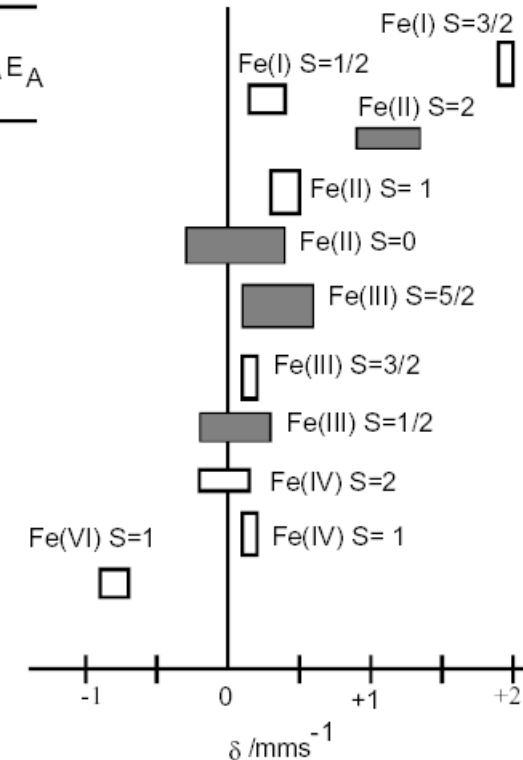 Fe(I) S=3/2
Fe(I) S=1/2
E_A
Fe(II) S=2
Fe(II) S= 1
Fe(II) S=0
Fe(III) S=5/2
Fe(III) S=3/2
Fe(III) S=1/2
Fe(IV) S=2
Fe(IV) S= 1
Fe(VI) S=1
-1 0 +1 +2
δ /mms⁻¹